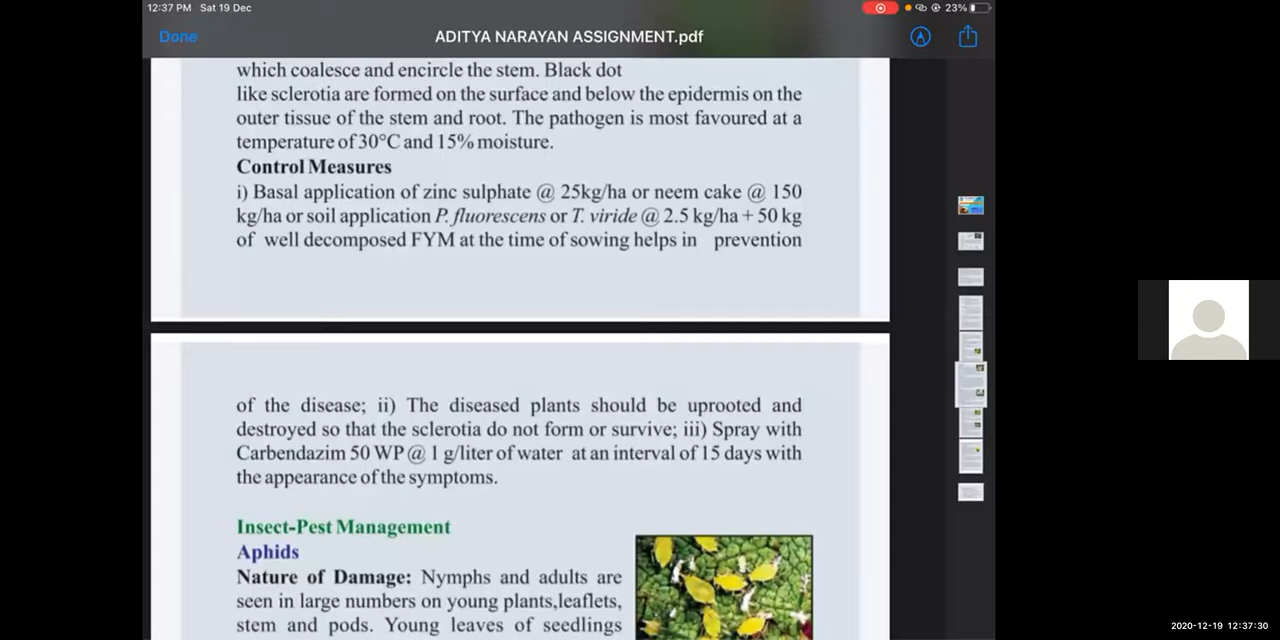 12:37 PM Sat 19 Dec
23%
Done
ADITYA NARAYAN ASSIGNMENT.pdf
which coalesce and encircle the stem. Black dot
like sclerotia are formed on the surface and below the epidermis on the
outer tissue of the stem and root. The pathogen is most favoured at a
temperature of 30°C and 15% moisture.
Control Measures
i) Basal application of zinc sulphate @ 25kg/ha or neem cake @ 150
kg/ha or soil application P. fluorescens or T. viride @ 2.5 kg/ha + 50 kg
of well decomposed FYM at the time of sowing helps in prevention
of the disease; ii) The diseased plants should be uprooted and
destroyed so that the sclerotia do not form or survive; iii) Spray with
Carbendazim 50 WP @ 1 g/liter of water at an interval of 15 days with
the appearance of the symptoms.
Insect-Pest Management
Aphids
Nature of Damage: Nymphs and adults are
seen in large numbers on young plants,leaflets,
stem and pods. Young leaves of seedlings
2020-12-19 12:37:30